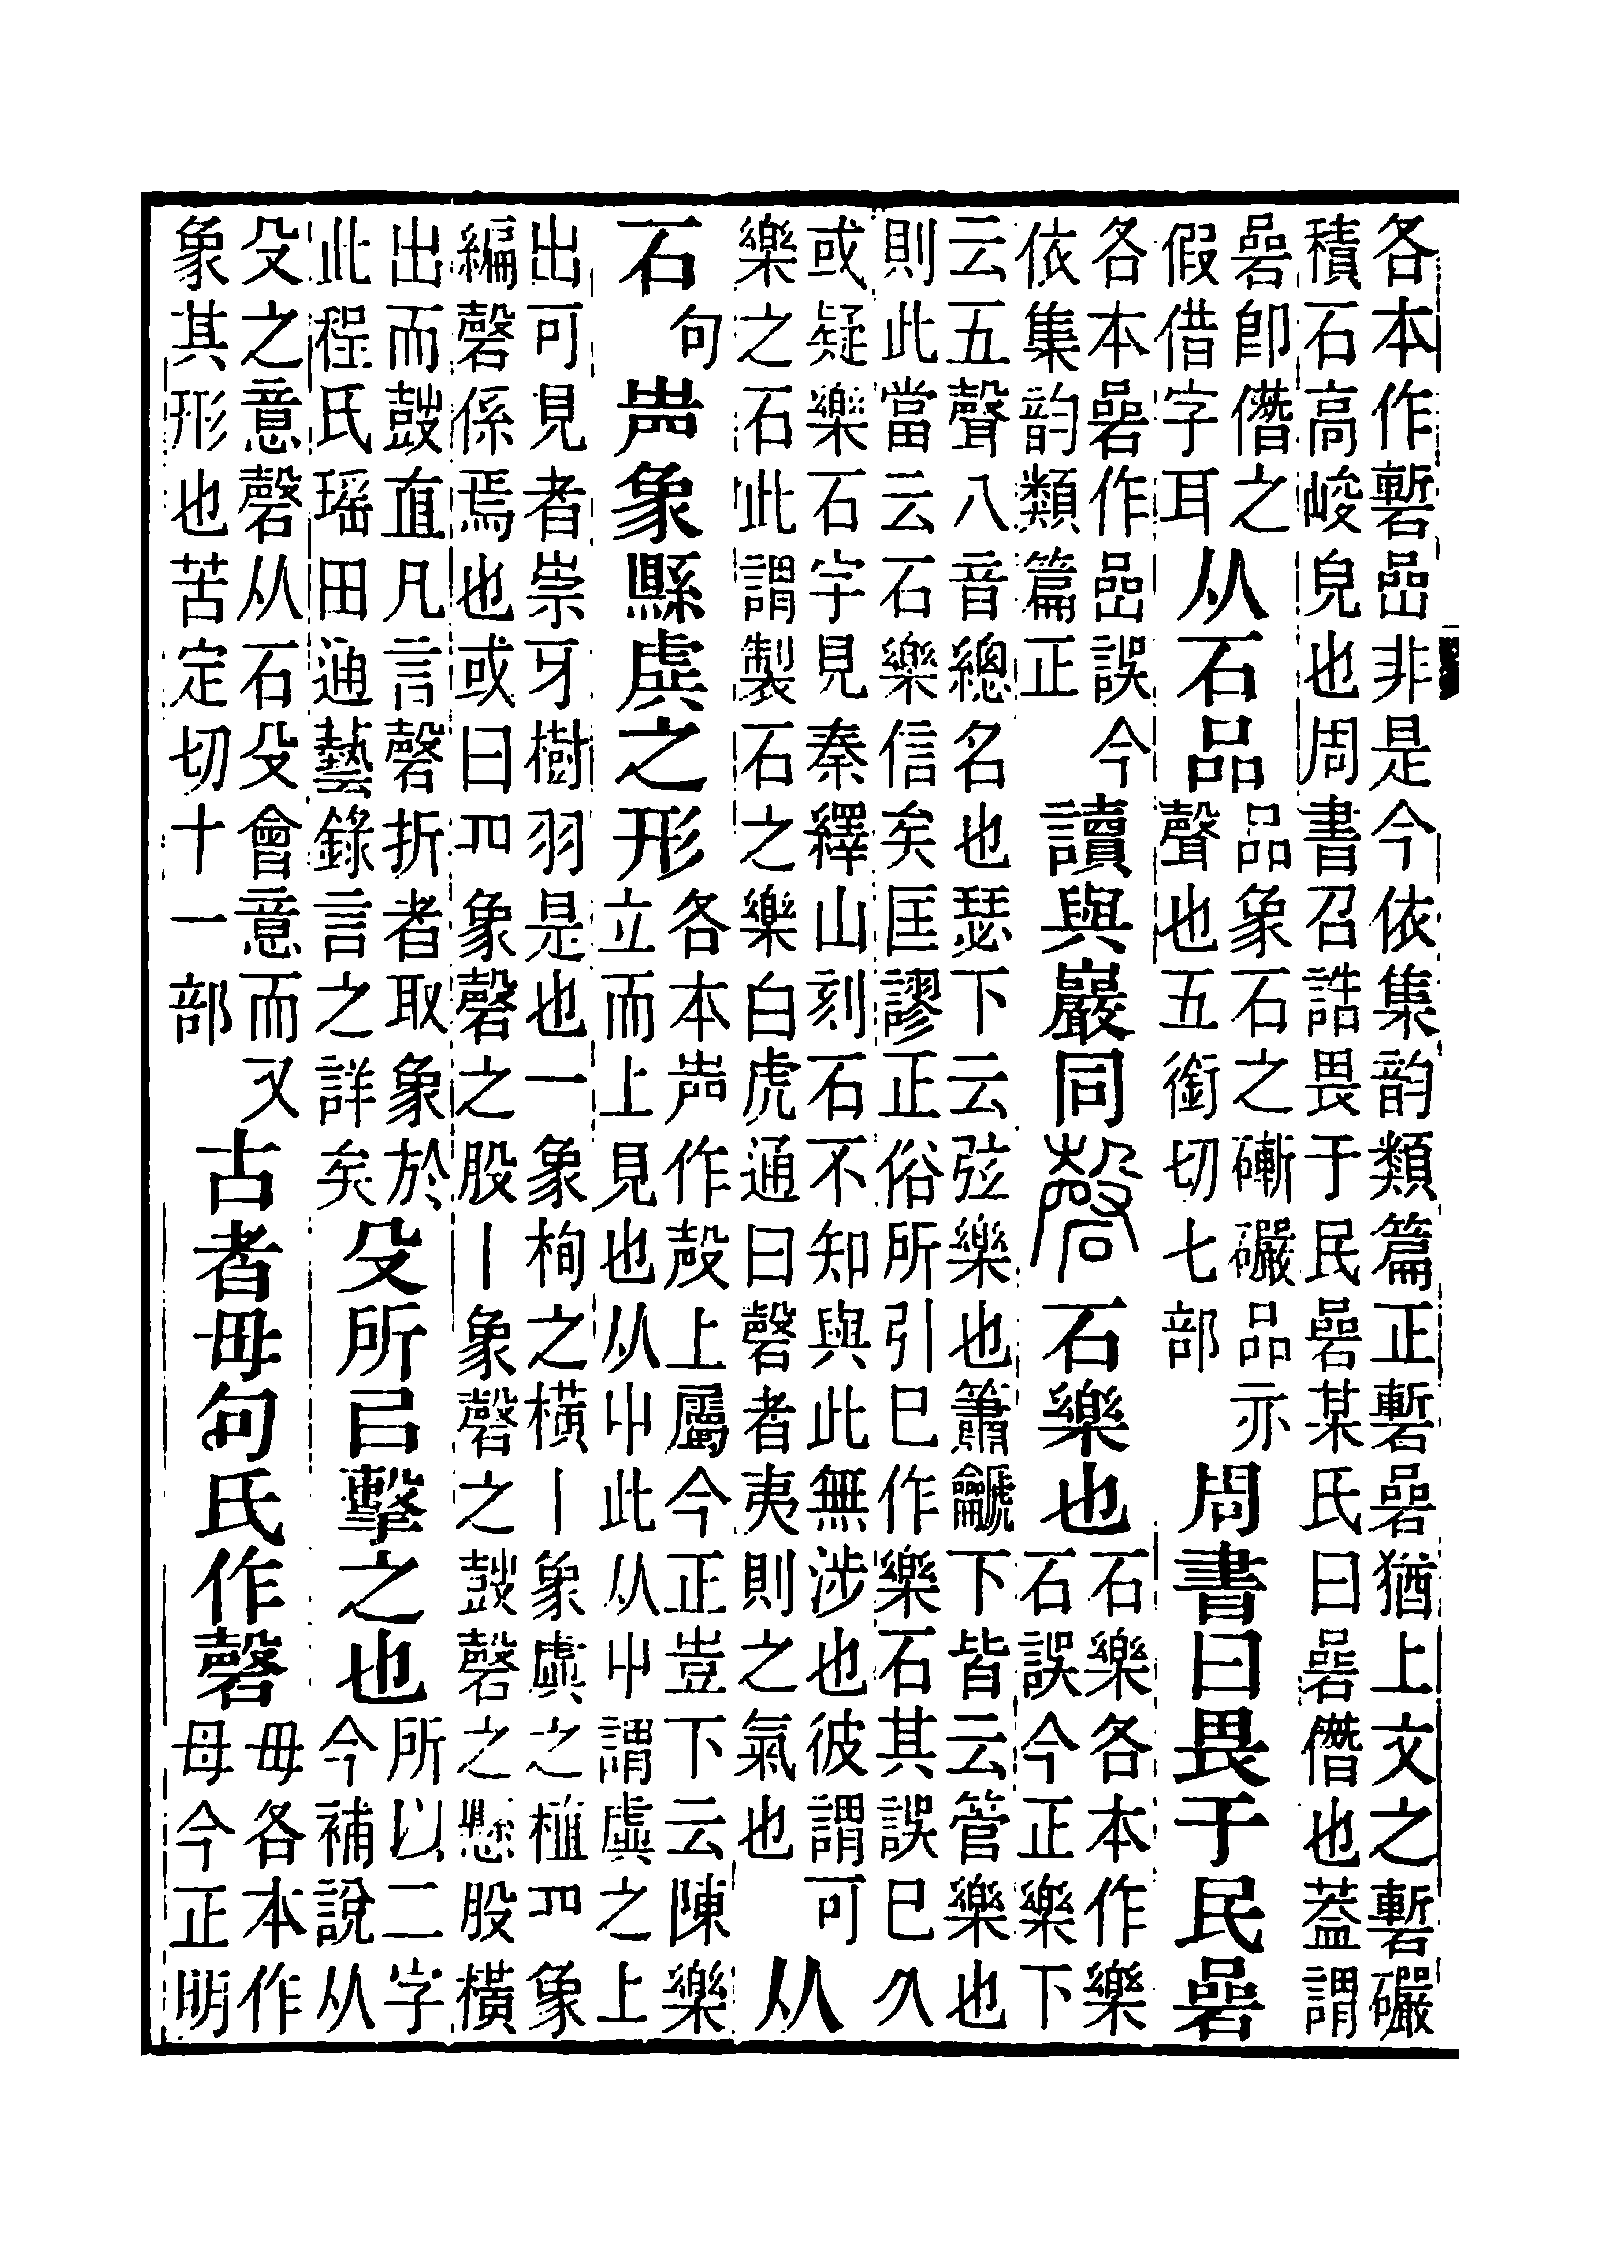 各本作磛嵒非是今依集韵類篇正磛碞猶上文之磛礹
積石高峻皃也周書召誥畏于民碞某氏曰碞僭也葢謂
碞卽僭之
假借字耳
从石品
品象石之磛礹品亦
聲也五銜切七部
周書曰畏于民碞
各本碞作嵒誤今
依集韵類篇正
讀與巖同
磬石樂也
石樂各本作樂
石誤今正樂下
云五聲八音總名也瑟下云弦樂也簫䶵下皆云管樂也
則此當云石樂信矣匡謬正俗所引已作樂石其誤已久
或疑樂石字見秦繹山刻石不知與此無涉也彼謂可
樂之石此謂製石之樂白虎通曰磬者夷則之氣也
从
石
句
声象縣虡之形
各本声作殸上屬今正豈下云陳樂
立而上見也从屮此从屮謂虡之上
出可見者崇牙樹羽是也一象栒之橫丨象虡之植象
編磬係焉也或曰象磬之股丨象磬之鼓磬之懸股橫
出而鼓直凡言磬折者取象於
此程氏瑶田通藝錄言之詳矣
殳所㠯擊之也
所以二字
今補說从
殳之意磬从石殳會意而又
象其形也苦定切十一部
古者毋句氏作磬
毋各本作
母今正明